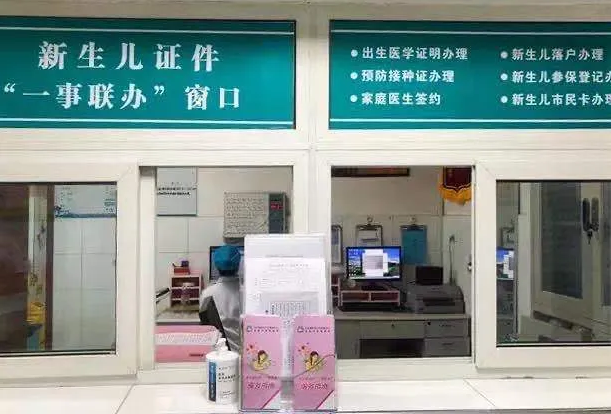 新生儿证件
“一事联办”窗口
●出生医学证明办理
●预防接种证办理
●家庭医生签约
●新生儿落户办理
●新生儿参保登记办
●新生儿市民卡办理